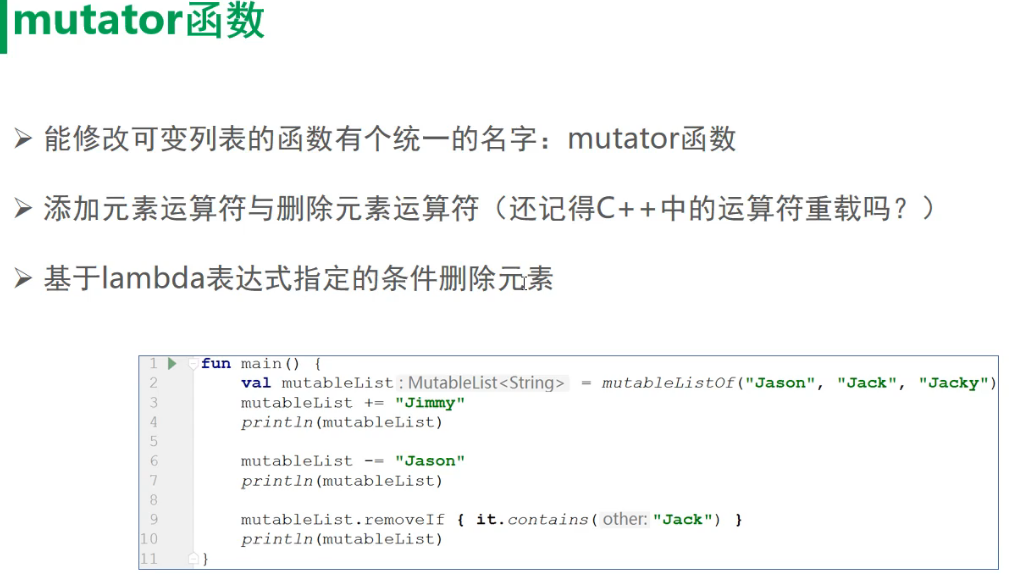 mutator函数
➢ 能修改可变列表的函数有个统一的名字：mutator函数
➢ 添加元素运算符与删除元素运算符（还记得C++中的运算符重载吗？）
➢ 基于lambda表达式指定的条件删除元素
1 fun main() {
2 val mutableList : MutableList<String> = mutableListOf("Jason", "Jack", "Jacky")
3 mutableList += "Jimmy"
4 println(mutableList)
5
6 mutableList -= "Jason"
7 println(mutableList)
8
9 mutableList.removeIf { it.contains( other: "Jack") }
10 println(mutableList)
11 }